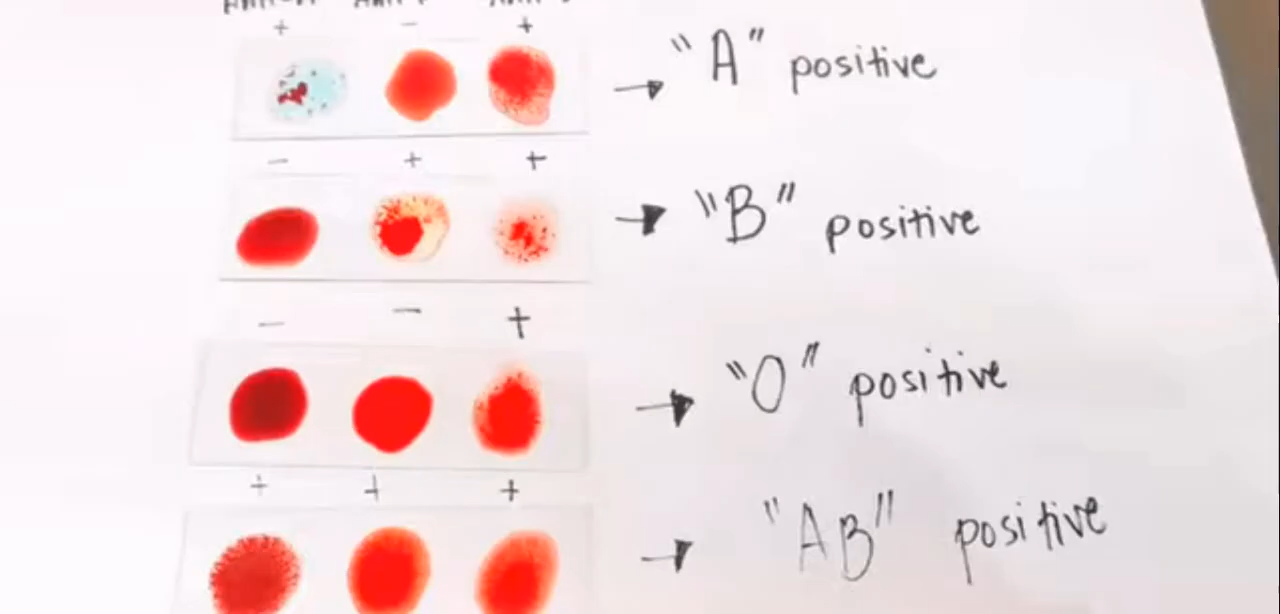 + − +
"A" positive
− + +
"B" positive
− − +
"O" positive
+ + +
"AB" positive